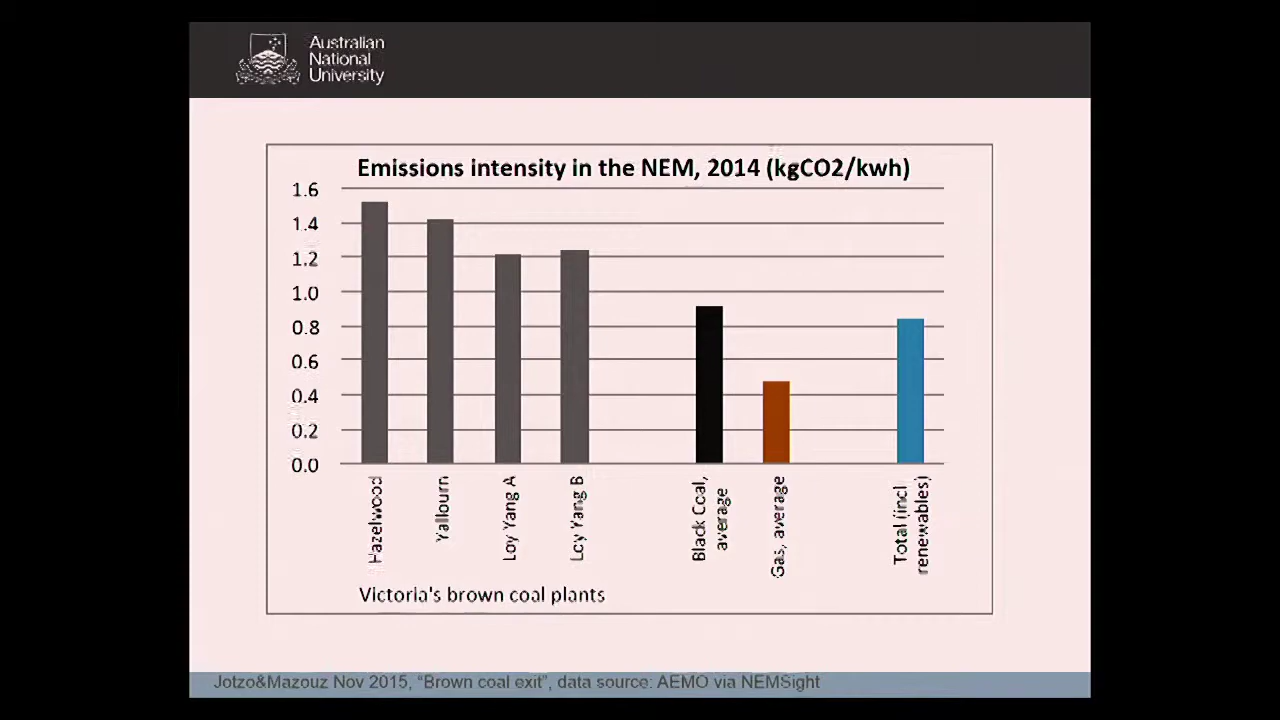 Australian
National
University
Emissions intensity in the NEM, 2014 (kgCO2/kwh)
1.6
1.4
1.2
1.0
0.8
0.6
0.4
0.2
0.0
Hazelwood
Yallourn
Loy Yang A
Loy Yang B
Black Coal,
average
Gas, average
Total (incl
renewables)
Victoria's brown coal plants
Jotzo&Mazouz Nov 2015, “Brown coal exit”, data source: AEMO via NEMSight